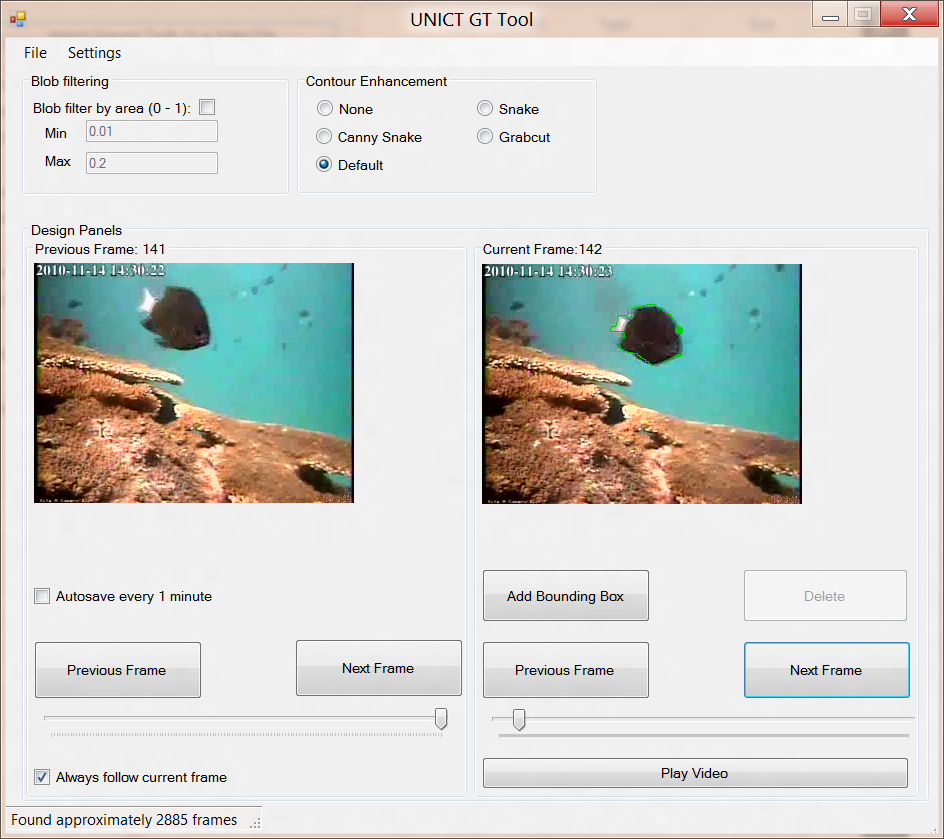 UNICT GT Tool
File Settings
Blob filtering
Blob filter by area (0 - 1):
Min 0.01
Max 0.2
Contour Enhancement
None Snake
Canny Snake Grabcut
Default
Design Panels
Previous Frame: 141
2010-11-14 14:30:22
Current Frame:142
2010-11-14 14:30:23
Autosave every 1 minute
Add Bounding Box Delete
Previous Frame Next Frame
Previous Frame Next Frame
Always follow current frame
Play Video
Found approximately 2885 frames